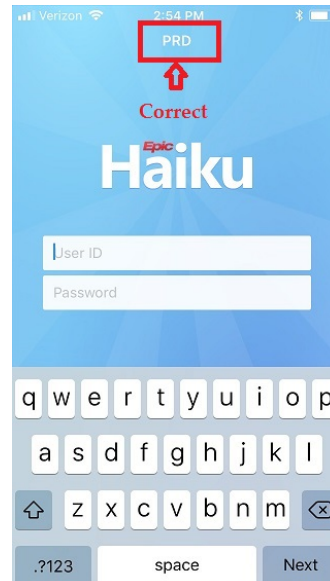 Verizon 2:54 PM
PRD
Correct
Epic
Haiku
User ID
Password
q w e r t y u i o p
a s d f g h j k l
z x c v b n m
.?123 space Next